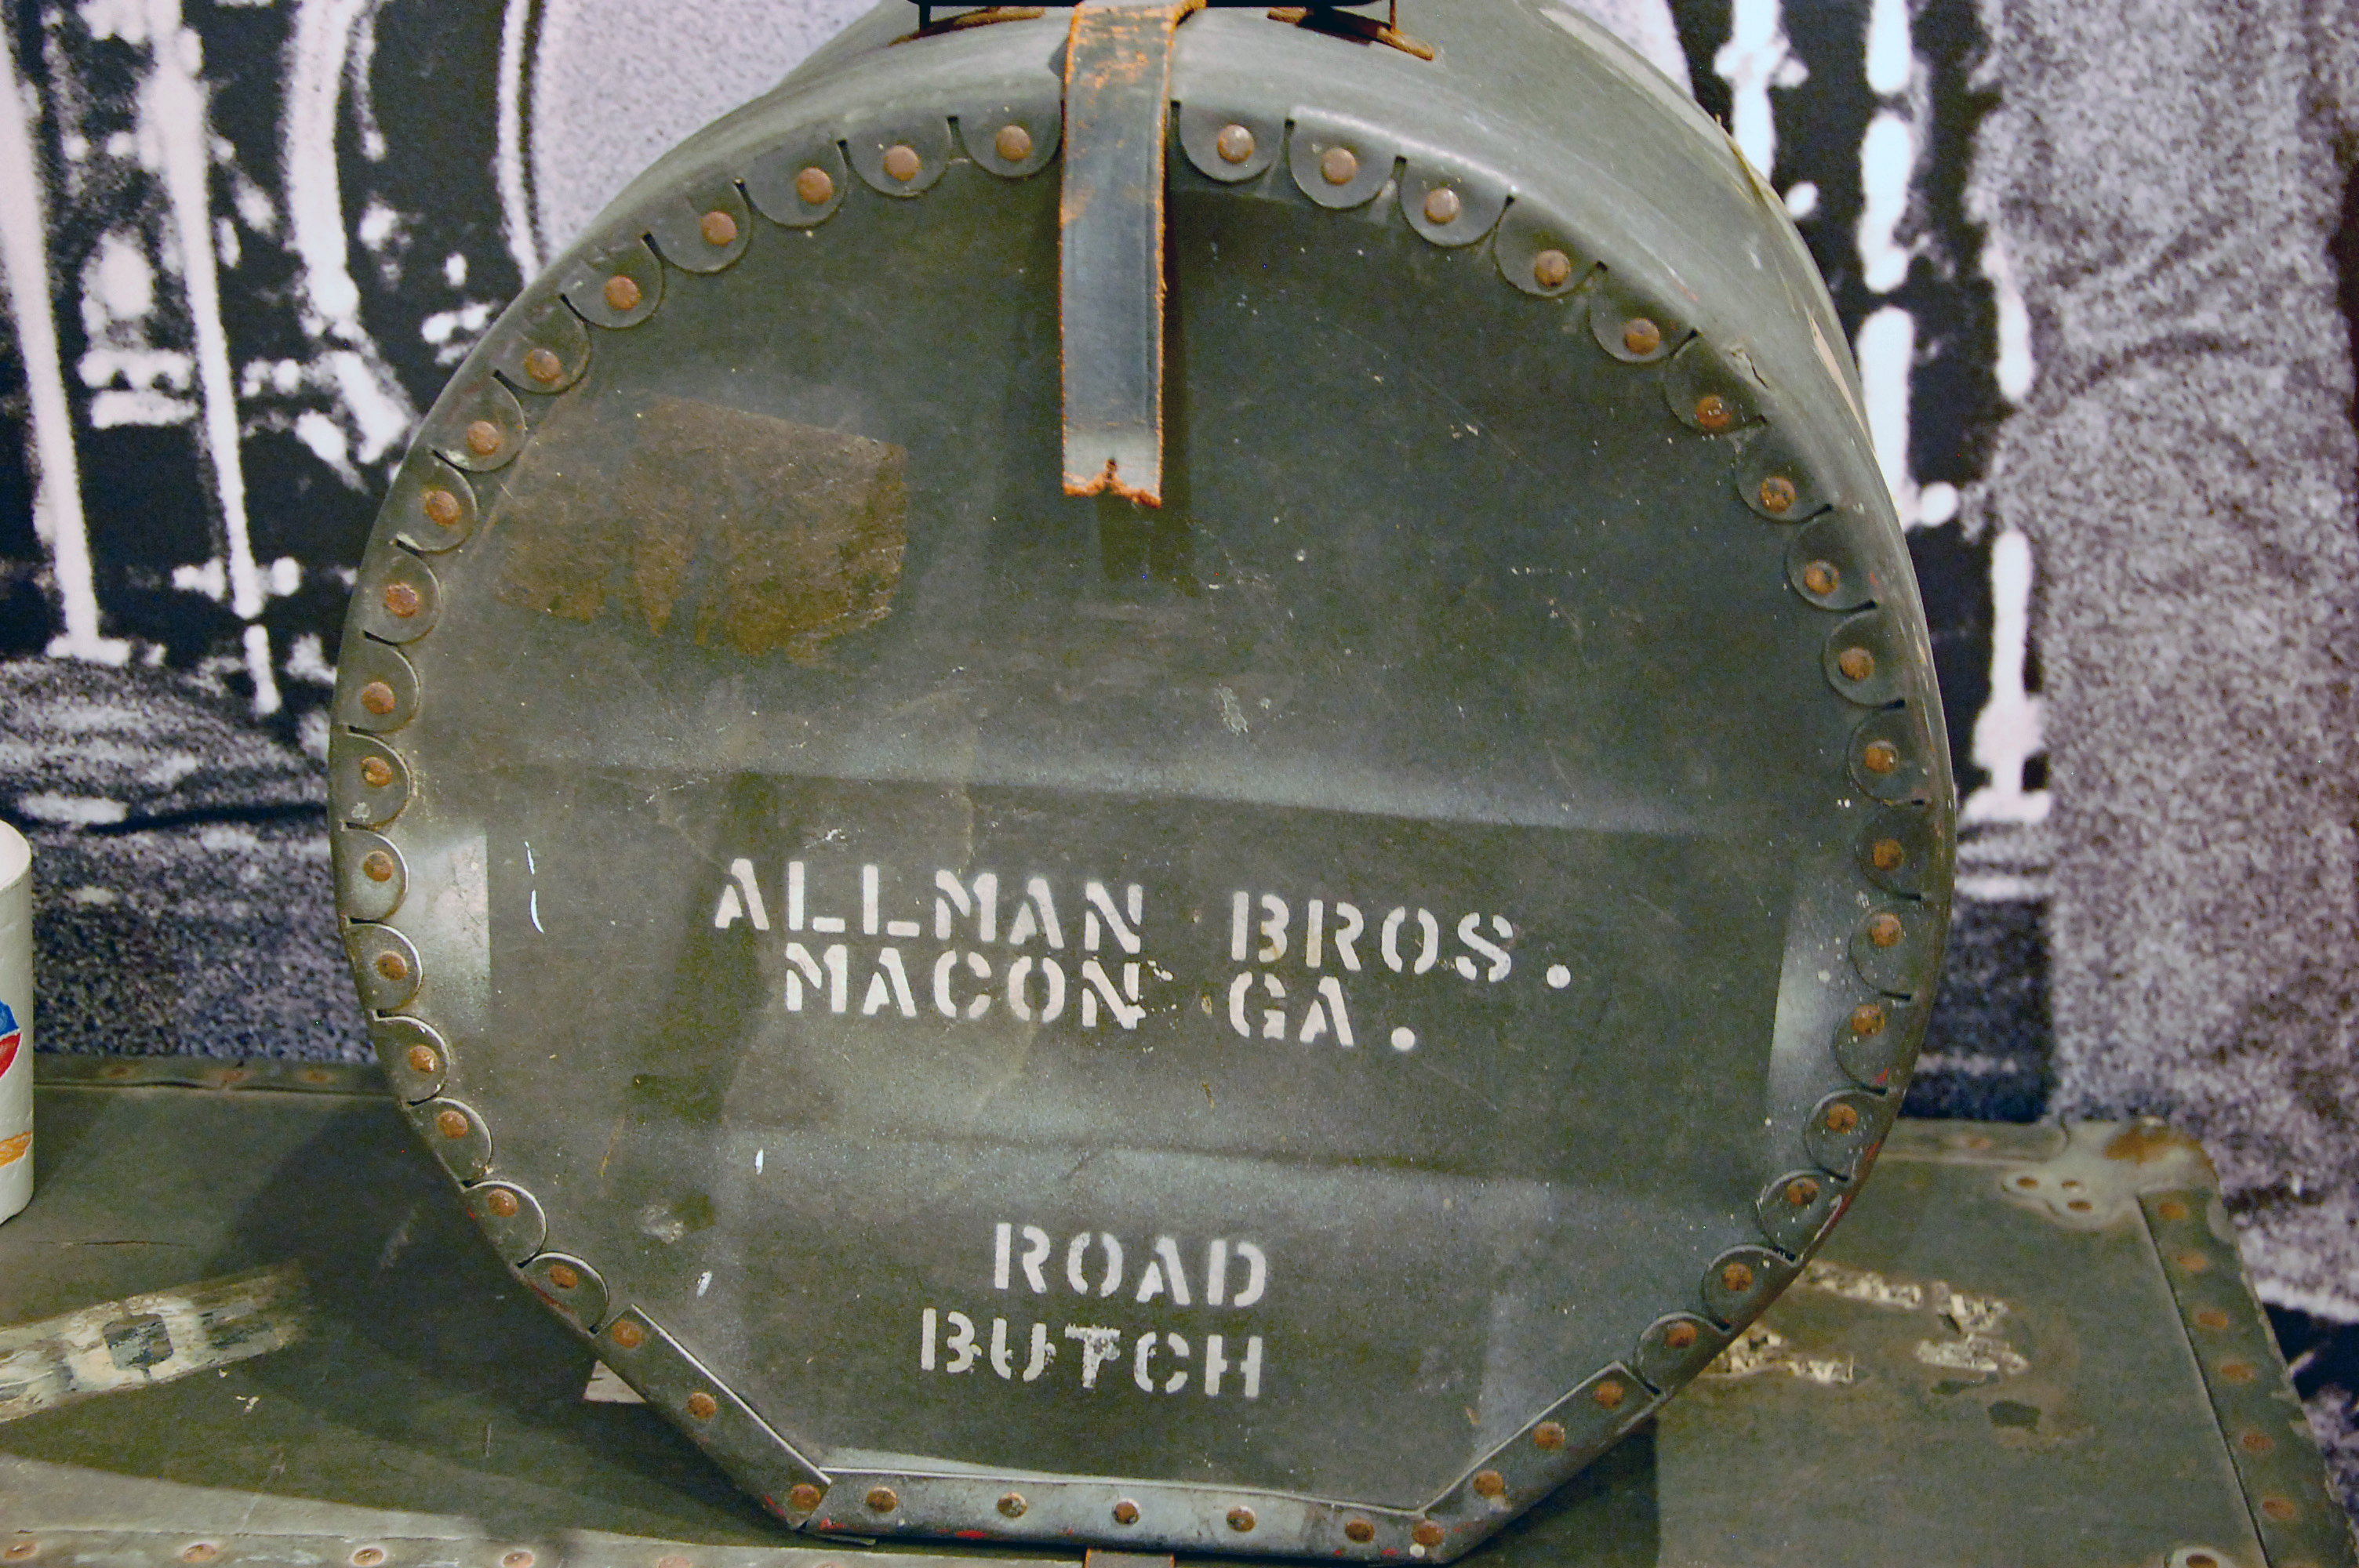 ALLMAN BROS.
MACON GA.
ROAD
BUTCH